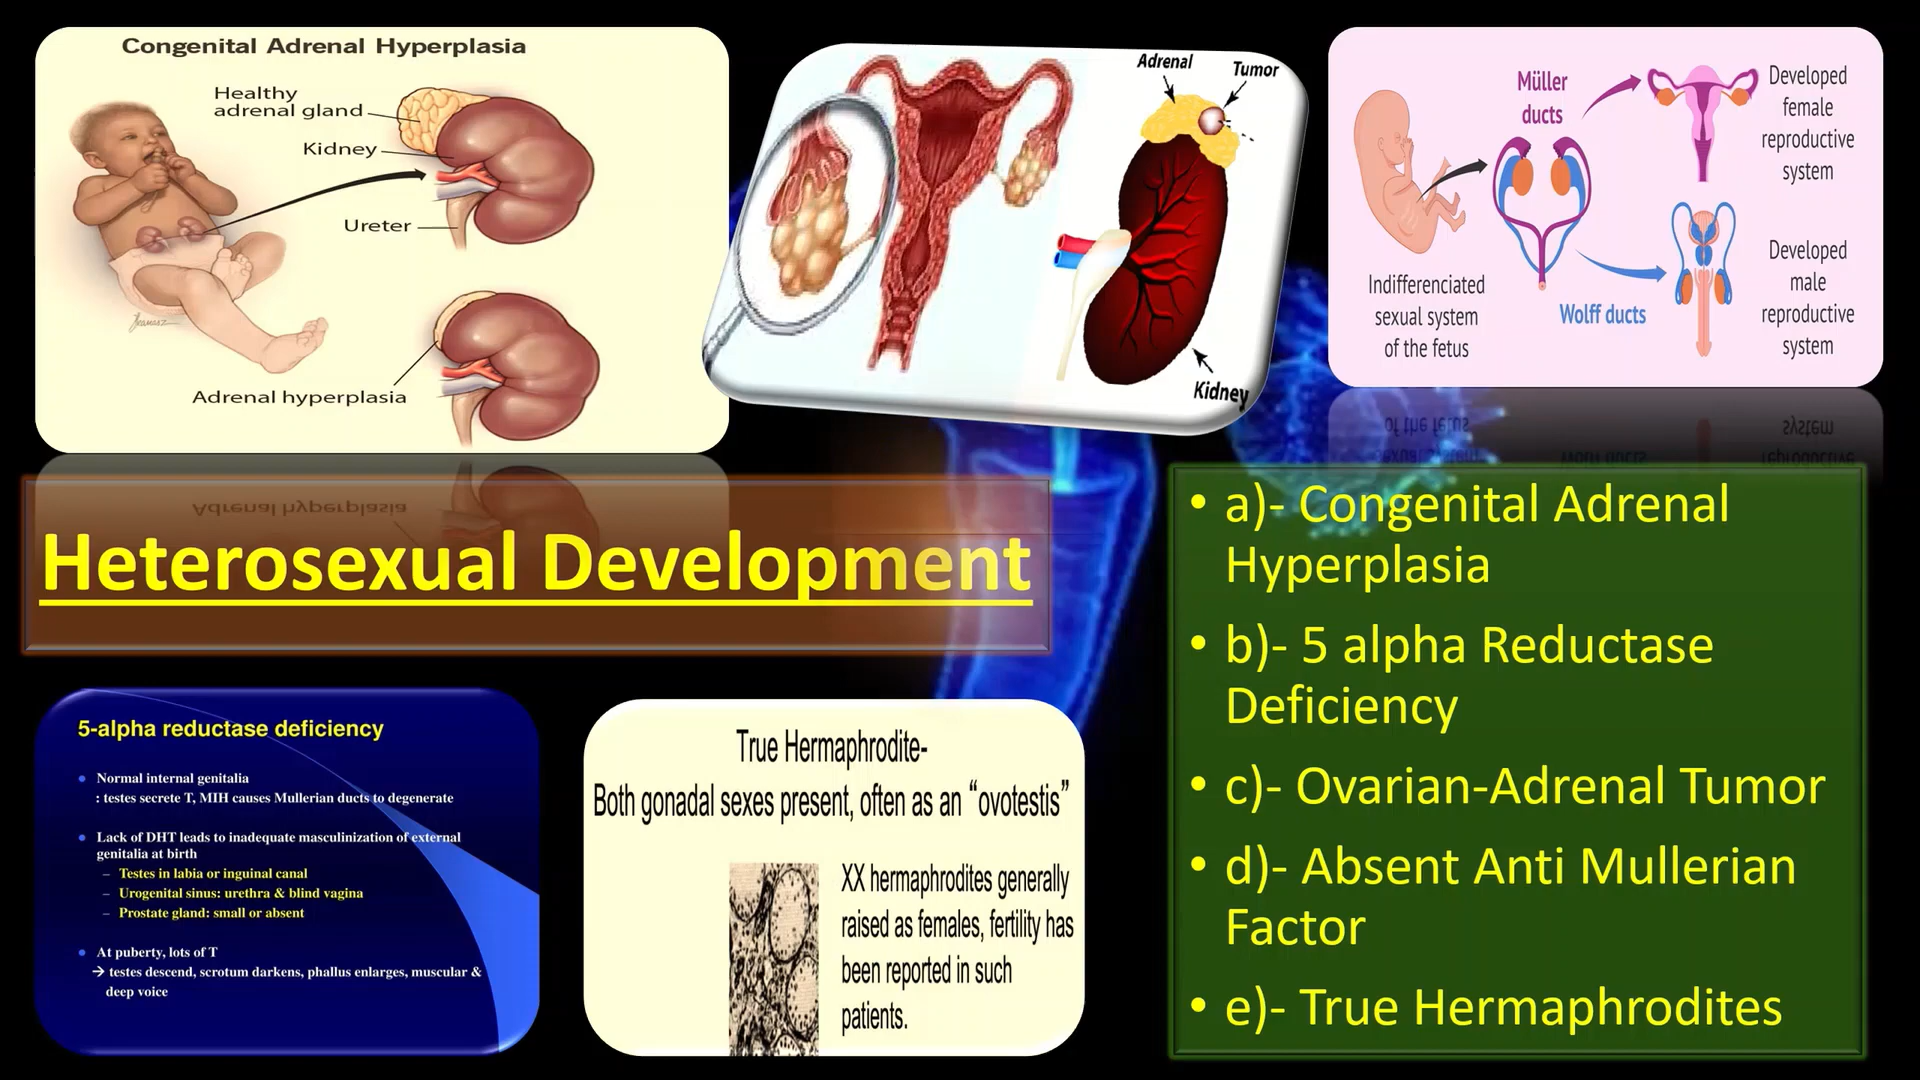 Congenital Adrenal Hyperplasia
Healthy
adrenal gland
Kidney
Ureter
Adrenal hyperplasia
Adrenal
Tumor
Kidney
Müller
ducts
Developed
female
reproductive
system
Indifferenciated
sexual system
of the fetus
Wolff ducts
Developed
male
reproductive
system
Heterosexual Development
• a)- Congenital Adrenal
Hyperplasia
• b)- 5 alpha Reductase
Deficiency
• c)- Ovarian-Adrenal Tumor
• d)- Absent Anti Mullerian
Factor
• e)- True Hermaphrodites
5-alpha reductase deficiency
• Normal internal genitalia
: testes secrete T, MIH causes Mullerian ducts to degenerate
• Lack of DHT leads to inadequate masculinization of external
genitalia at birth
– Testes in labia or inguinal canal
– Urogenital sinus: urethra & blind vagina
– Prostate gland: small or absent
• At puberty, lots of T
→ testes descend, scrotum darkens, phallus enlarges, muscular &
deep voice
True Hermaphrodite-
Both gonadal sexes present, often as an “ovotestis”
XX hermaphrodites generally
raised as females, fertility has
been reported in such
patients.